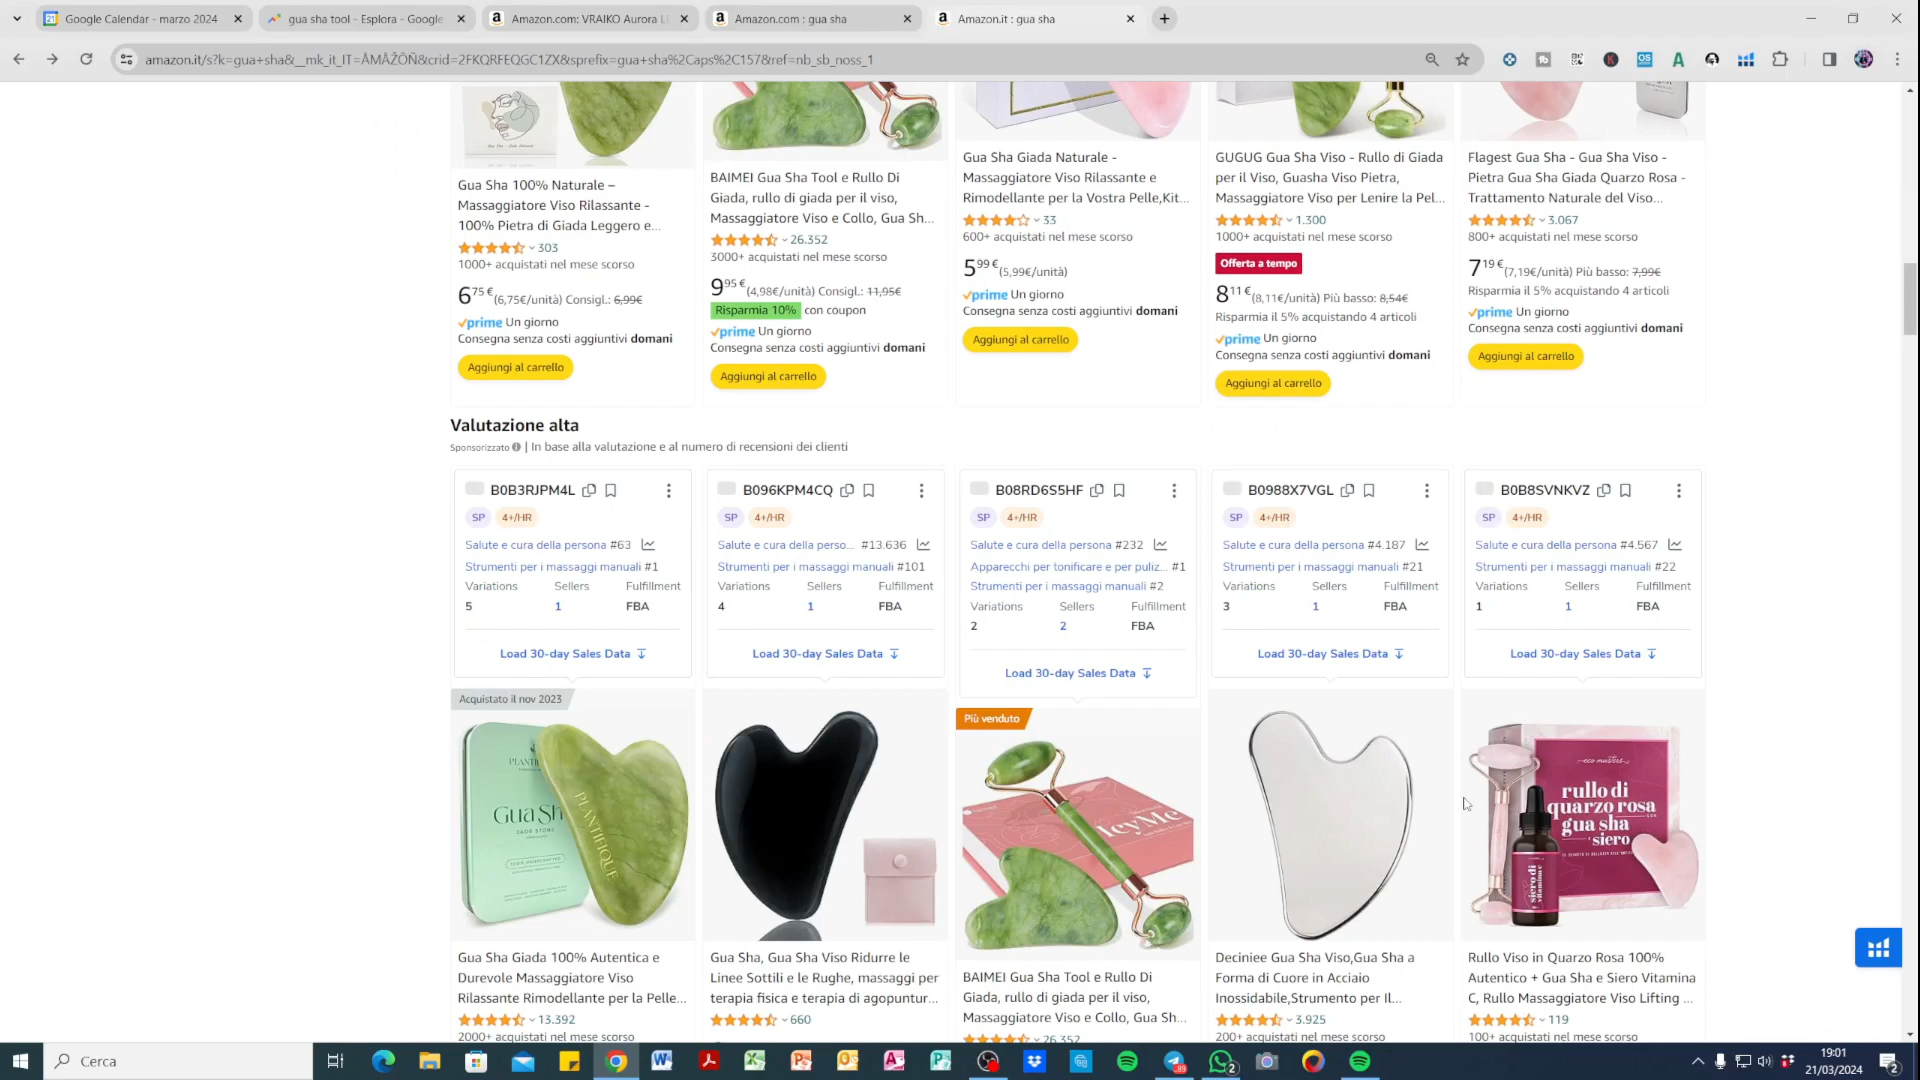 Google Calendar - marzo 2024
gua sha tool - Esplora - Google
Amazon.com: VRAIKO Aurora L
Amazon.com : gua sha
Amazon.it : gua sha
amazon.it/s?k=gua+sha&__mk_it_IT=ÅMÅŽÕÑ&crid=2FKQRFEQGC1ZX&sprefix=gua+sha%2Caps%2C157&ref=nb_sb_noss_1
Gua Sha 100% Naturale –
Massaggiatore Viso Rilassante -
100% Pietra di Giada Leggero e...
303
1000+ acquistati nel mese scorso
6,75 € (6,75€/unità) Consigl.: 6,99€
prime Un giorno
Consegna senza costi aggiuntivi domani
Aggiungi al carrello
BAIMEI Gua Sha Tool e Rullo Di
Giada, rullo di giada per il viso,
Massaggiatore Viso e Collo, Gua Sh...
26.352
3000+ acquistati nel mese scorso
9,95 € (4,98€/unità) Consigl.: 11,95€
Risparmia 10% con coupon
prime Un giorno
Consegna senza costi aggiuntivi domani
Aggiungi al carrello
Gua Sha Giada Naturale -
Massaggiatore Viso Rilassante e
Rimodellante per la Vostra Pelle,Kit...
33
600+ acquistati nel mese scorso
5,99 € (5,99€/unità)
prime Un giorno
Consegna senza costi aggiuntivi domani
Aggiungi al carrello
GUGUG Gua Sha Viso - Rullo di Giada
per il Viso, Guasha Viso Pietra,
Massaggiatore Viso per Lenire la Pel...
1.300
1000+ acquistati nel mese scorso
Offerta a tempo
8,11 € (8,11€/unità) Più basso: 8,54€
Risparmia il 5% acquistando 4 articoli
prime Un giorno
Consegna senza costi aggiuntivi domani
Aggiungi al carrello
Flagest Gua Sha - Gua Sha Viso -
Pietra Gua Sha Giada Quarzo Rosa -
Trattamento Naturale del Viso...
3.067
800+ acquistati nel mese scorso
7,19 € (7,19€/unità) Più basso: 7,99€
Risparmia il 5% acquistando 4 articoli
prime Un giorno
Consegna senza costi aggiuntivi domani
Aggiungi al carrello
Valutazione alta
Sponsorizzato | In base alla valutazione e al numero di recensioni dei clienti
B0B3RJPM4L
SP 4+/HR
Salute e cura della persona #63
Strumenti per i massaggi manuali #1
Variations Sellers Fulfillment
5 1 FBA
Load 30-day Sales Data
Acquistato il nov 2023
PLANTI
Gua Sh
JADE STONE
PLANTIFIQUE
Gua Sha Giada 100% Autentica e
Durevole Massaggiatore Viso
Rilassante Rimodellante per la Pelle...
13.392
2000+ acquistati nel mese scorso
B096KPM4CQ
SP 4+/HR
Salute e cura della perso... #13.636
Strumenti per i massaggi manuali #101
Variations Sellers Fulfillment
4 1 FBA
Load 30-day Sales Data
Gua Sha, Gua Sha Viso Ridurre le
Linee Sottili e le Rughe, massaggi per
terapia fisica e terapia di agopuntur...
660
B08RD6S5HF
SP 4+/HR
Salute e cura della persona #232
Apparecchi per tonificare e per puliz... #1
Strumenti per i massaggi manuali #2
Variations Sellers Fulfillment
2 2 FBA
Load 30-day Sales Data
Più venduto
IcyMe
BAIMEI Gua Sha Tool e Rullo Di
Giada, rullo di giada per il viso,
Massaggiatore Viso e Collo, Gua Sh...
26.352
B0988X7VGL
SP 4+/HR
Salute e cura della persona #4.187
Strumenti per i massaggi manuali #21
Variations Sellers Fulfillment
3 1 FBA
Load 30-day Sales Data
Deciniee Gua Sha Viso,Gua Sha a
Forma di Cuore in Acciaio
Inossidabile,Strumento per Il...
3.925
200+ acquistati nel mese scorso
B0B8SVNKVZ
SP 4+/HR
Salute e cura della persona #4.567
Strumenti per i massaggi manuali #22
Variations Sellers Fulfillment
1 1 FBA
Load 30-day Sales Data
eco masters
rullo di
quarzo rosa
gua sha
siero
siero di
vitamina c
Rullo Viso in Quarzo Rosa 100%
Autentico + Gua Sha e Siero Vitamina
C, Rullo Massaggiatore Viso Lifting ...
119
100+ acquistati nel mese scorso
Cerca
19:01
21/03/2024